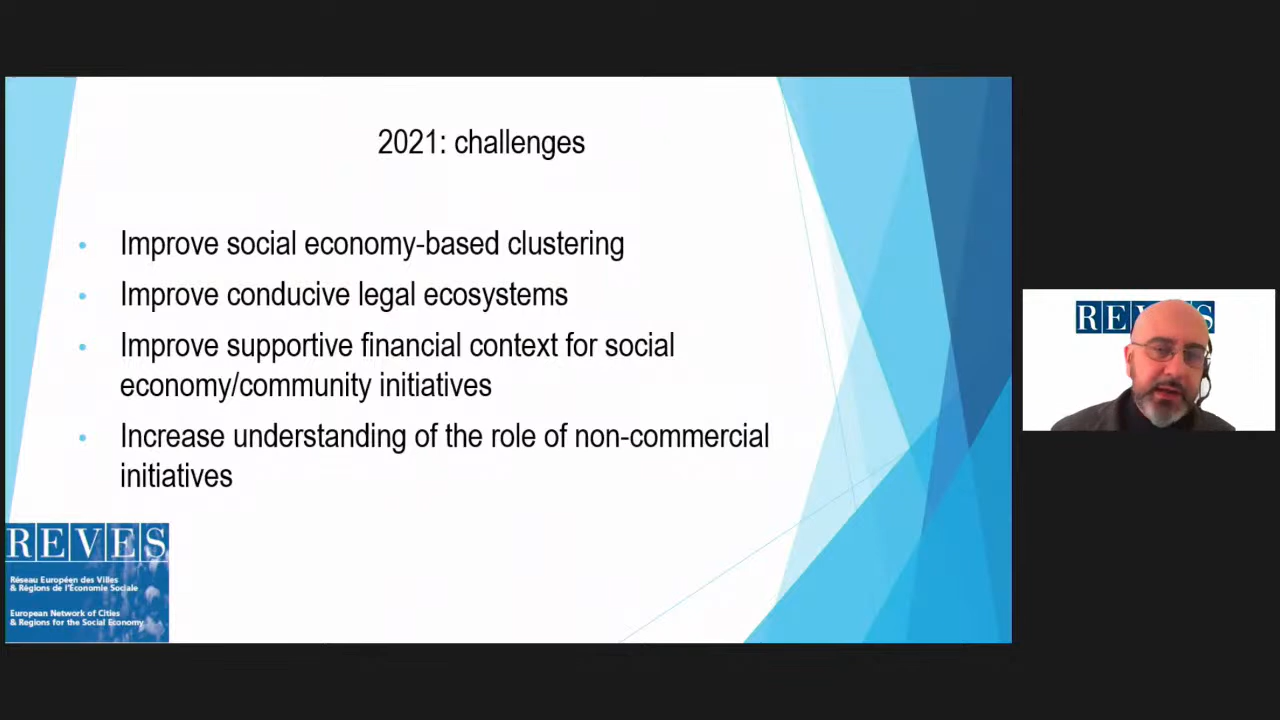 2021: challenges
• Improve social economy-based clustering
• Improve conducive legal ecosystems
• Improve supportive financial context for social
economy/community initiatives
• Increase understanding of the role of non-commercial
initiatives
REVES
Réseau Européen des Villes
& Régions de l'Économie Sociale
European Network of Cities
& Regions for the Social Economy
RE S